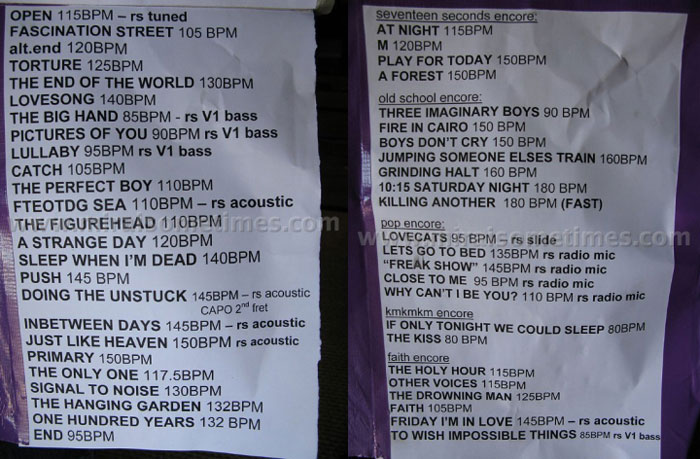 OPEN 115BPM – rs tuned
FASCINATION STREET 105 BPM
alt.end 120BPM
TORTURE 125BPM
THE END OF THE WORLD 130BPM
LOVESONG 140BPM
THE BIG HAND 85BPM - rs V1 bass
PICTURES OF YOU 90BPM rs V1 bass
LULLABY 95BPM rs V1 bass
CATCH 105BPM
THE PERFECT BOY 110BPM
FTEOTDG SEA 110BPM – rs acoustic
THE FIGUREHEAD 110BPM
A STRANGE DAY 120BPM
SLEEP WHEN I'M DEAD 140BPM
PUSH 145 BPM
DOING THE UNSTUCK 145BPM – rs acoustic
CAPO 2nd fret
INBETWEEN DAYS 145BPM – rs acoustic
JUST LIKE HEAVEN 150BPM rs acoustic
PRIMARY 150BPM
THE ONLY ONE 117.5BPM
SIGNAL TO NOISE 130BPM
THE HANGING GARDEN 132BPM
ONE HUNDRED YEARS 132 BPM
END 95BPM
seventeen seconds encore:
AT NIGHT 115BPM
M 120BPM
PLAY FOR TODAY 150BPM
A FOREST 150BPM
old school encore:
THREE IMAGINARY BOYS 90 BPM
FIRE IN CAIRO 150 BPM
BOYS DON'T CRY 150 BPM
JUMPING SOMEONE ELSES TRAIN 160BPM
GRINDING HALT 160 BPM
10:15 SATURDAY NIGHT 180 BPM
KILLING ANOTHER 180 BPM (FAST)
pop encore:
LOVECATS 95 BPM – rs slide
LETS GO TO BED 135BPM rs radio mic
"FREAK SHOW" 145BPM rs radio mic
CLOSE TO ME 95 BPM rs radio mic
WHY CAN'T I BE YOU? 110 BPM rs radio mic
kmkmkm encore
IF ONLY TONIGHT WE COULD SLEEP 80BPM
THE KISS 80 BPM
faith encore
THE HOLY HOUR 115BPM
OTHER VOICES 115BPM
THE DROWNING MAN 125BPM
FAITH 105BPM
FRIDAY I'M IN LOVE 145BPM – rs acoustic
TO WISH IMPOSSIBLE THINGS 85BPM rs V1 bass